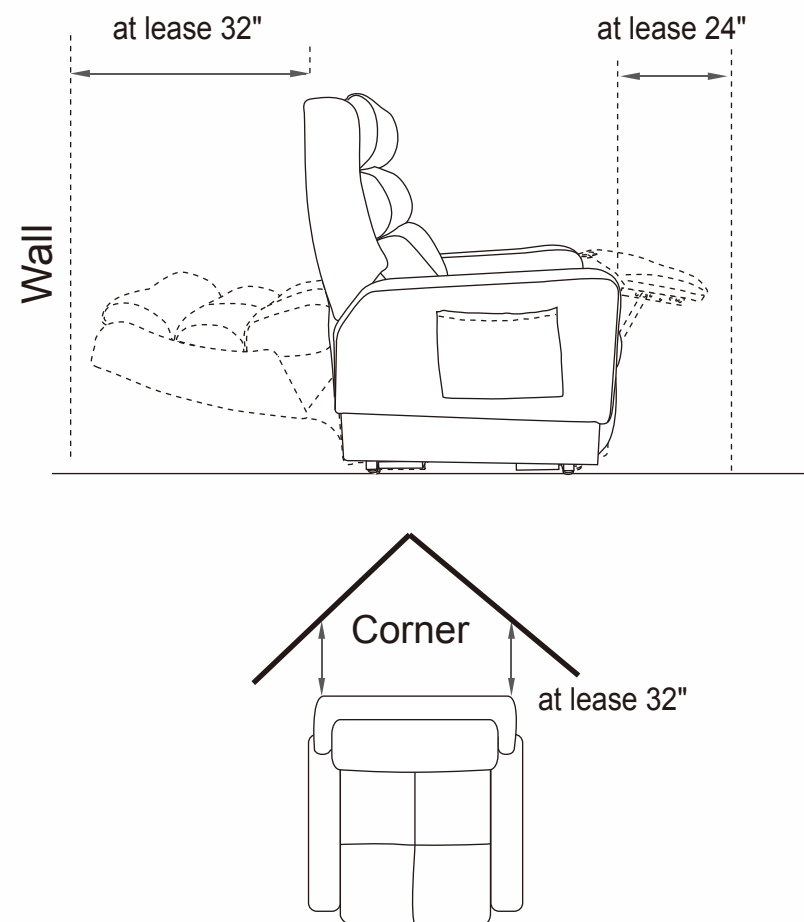 at lease 32"
at lease 24"
Wall
Corner
at lease 32"